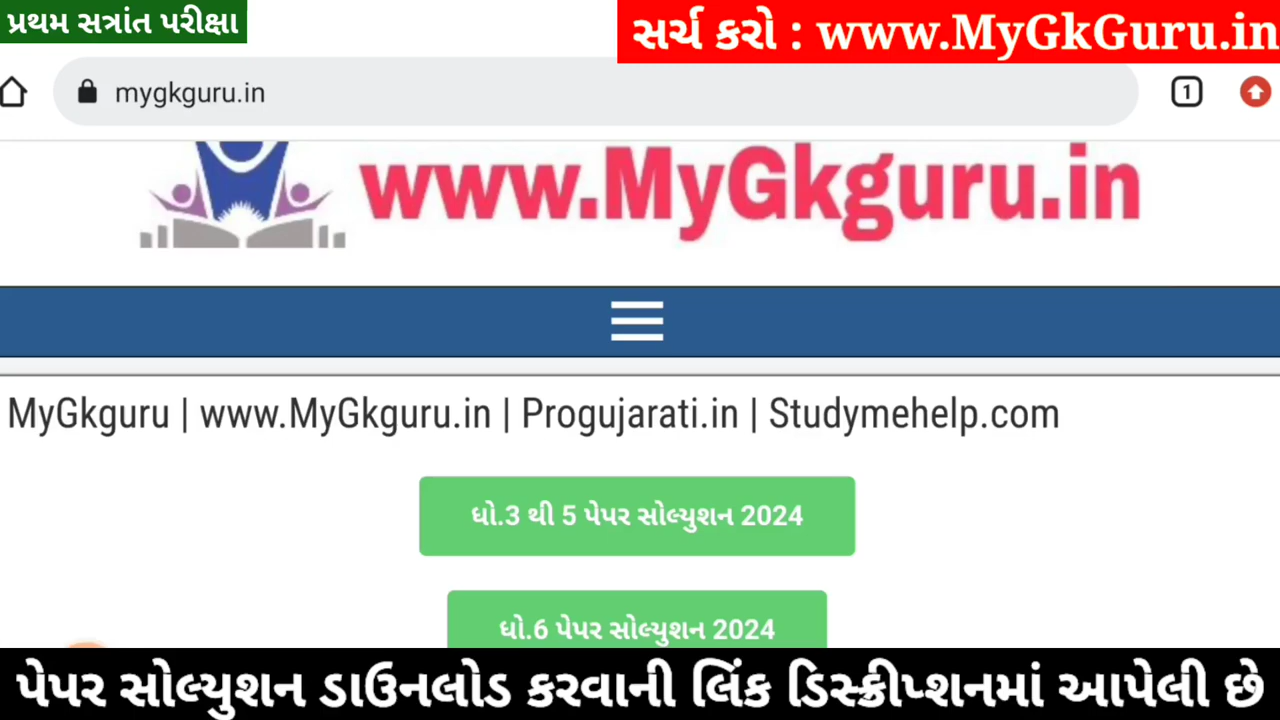 પ્રથમ સત્રાંત પરીક્ષા
સર્ચ કરો : www.MyGkGuru.in
mygkguru.in
1
www.MyGkguru.in
MyGkguru | www.MyGkguru.in | Progujarati.in | Studymehelp.com
ધો.3 થી 5 પેપર સોલ્યુશન 2024
ધો.6 પેપર સોલ્યુશન 2024
પેપર સોલ્યુશન ડાઉનલોડ કરવાની લિંક ડિસ્ક્રીપ્શનમાં આપેલી છે